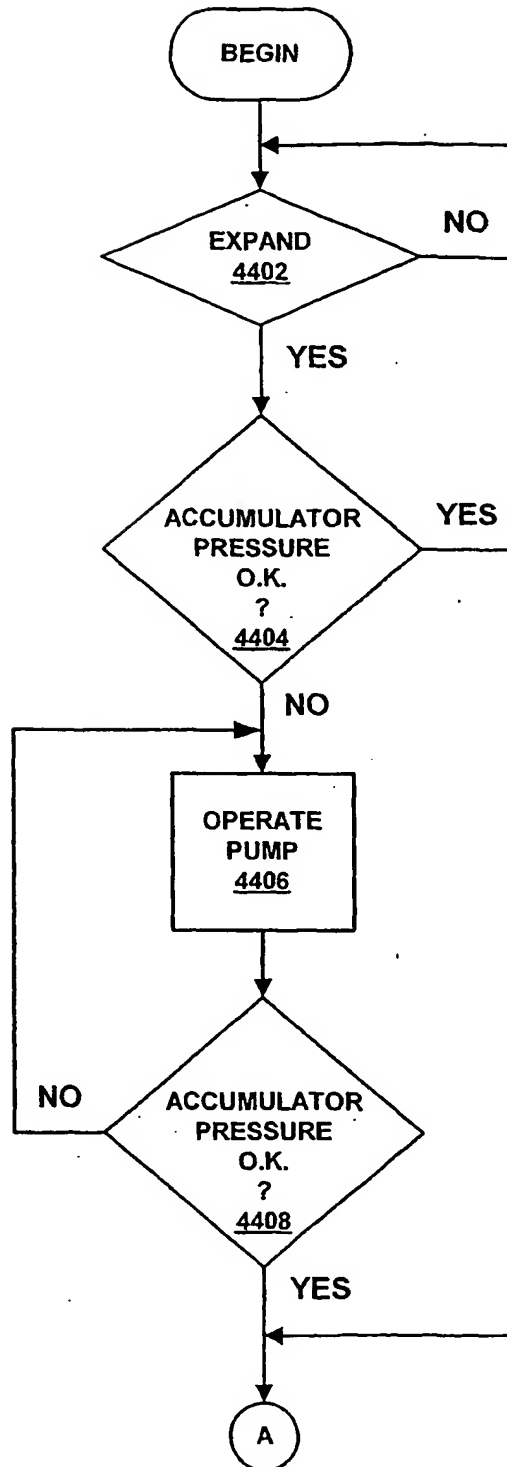 BEGIN
NO
EXPAND
4402
YES
ACCUMULATOR
PRESSURE
O.K.
?
4404
YES
NO
OPERATE
PUMP
4406
NO
ACCUMULATOR
PRESSURE
O.K.
?
4408
YES
A